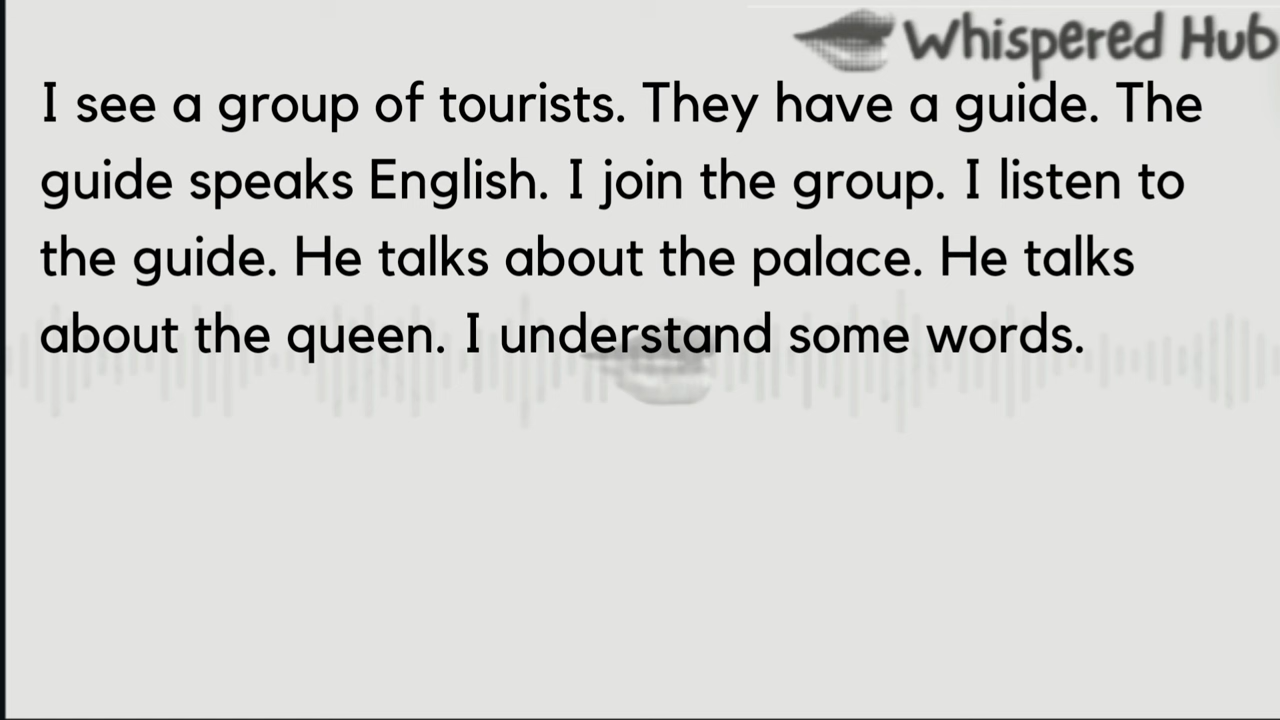 Whispered Hub
I see a group of tourists. They have a guide. The
guide speaks English. I join the group. I listen to
the guide. He talks about the palace. He talks
about the queen. I understand some words.